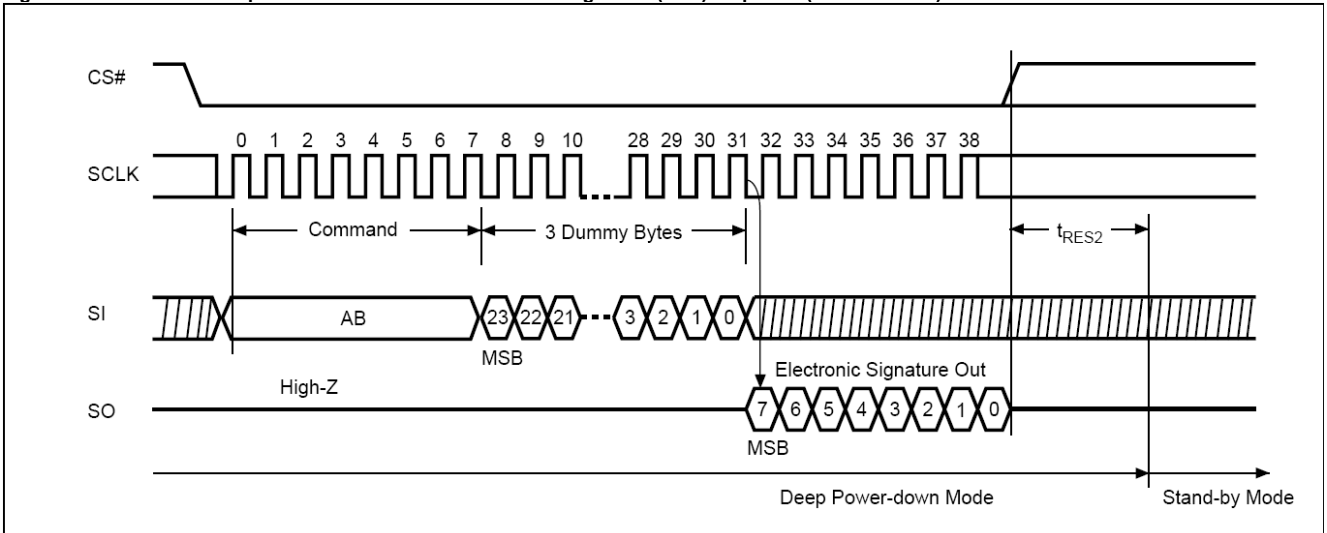 CS#
0 1 2 3 4 5 6 7 8 9 10 28 29 30 31 32 33 34 35 36 37 38
SCLK
Command 3 Dummy Bytes tRES2
SI AB 23 22 21 3 2 1 0
MSB
Electronic Signature Out
High-Z
SO 7 6 5 4 3 2 1 0
MSB
Deep Power-down Mode Stand-by Mode